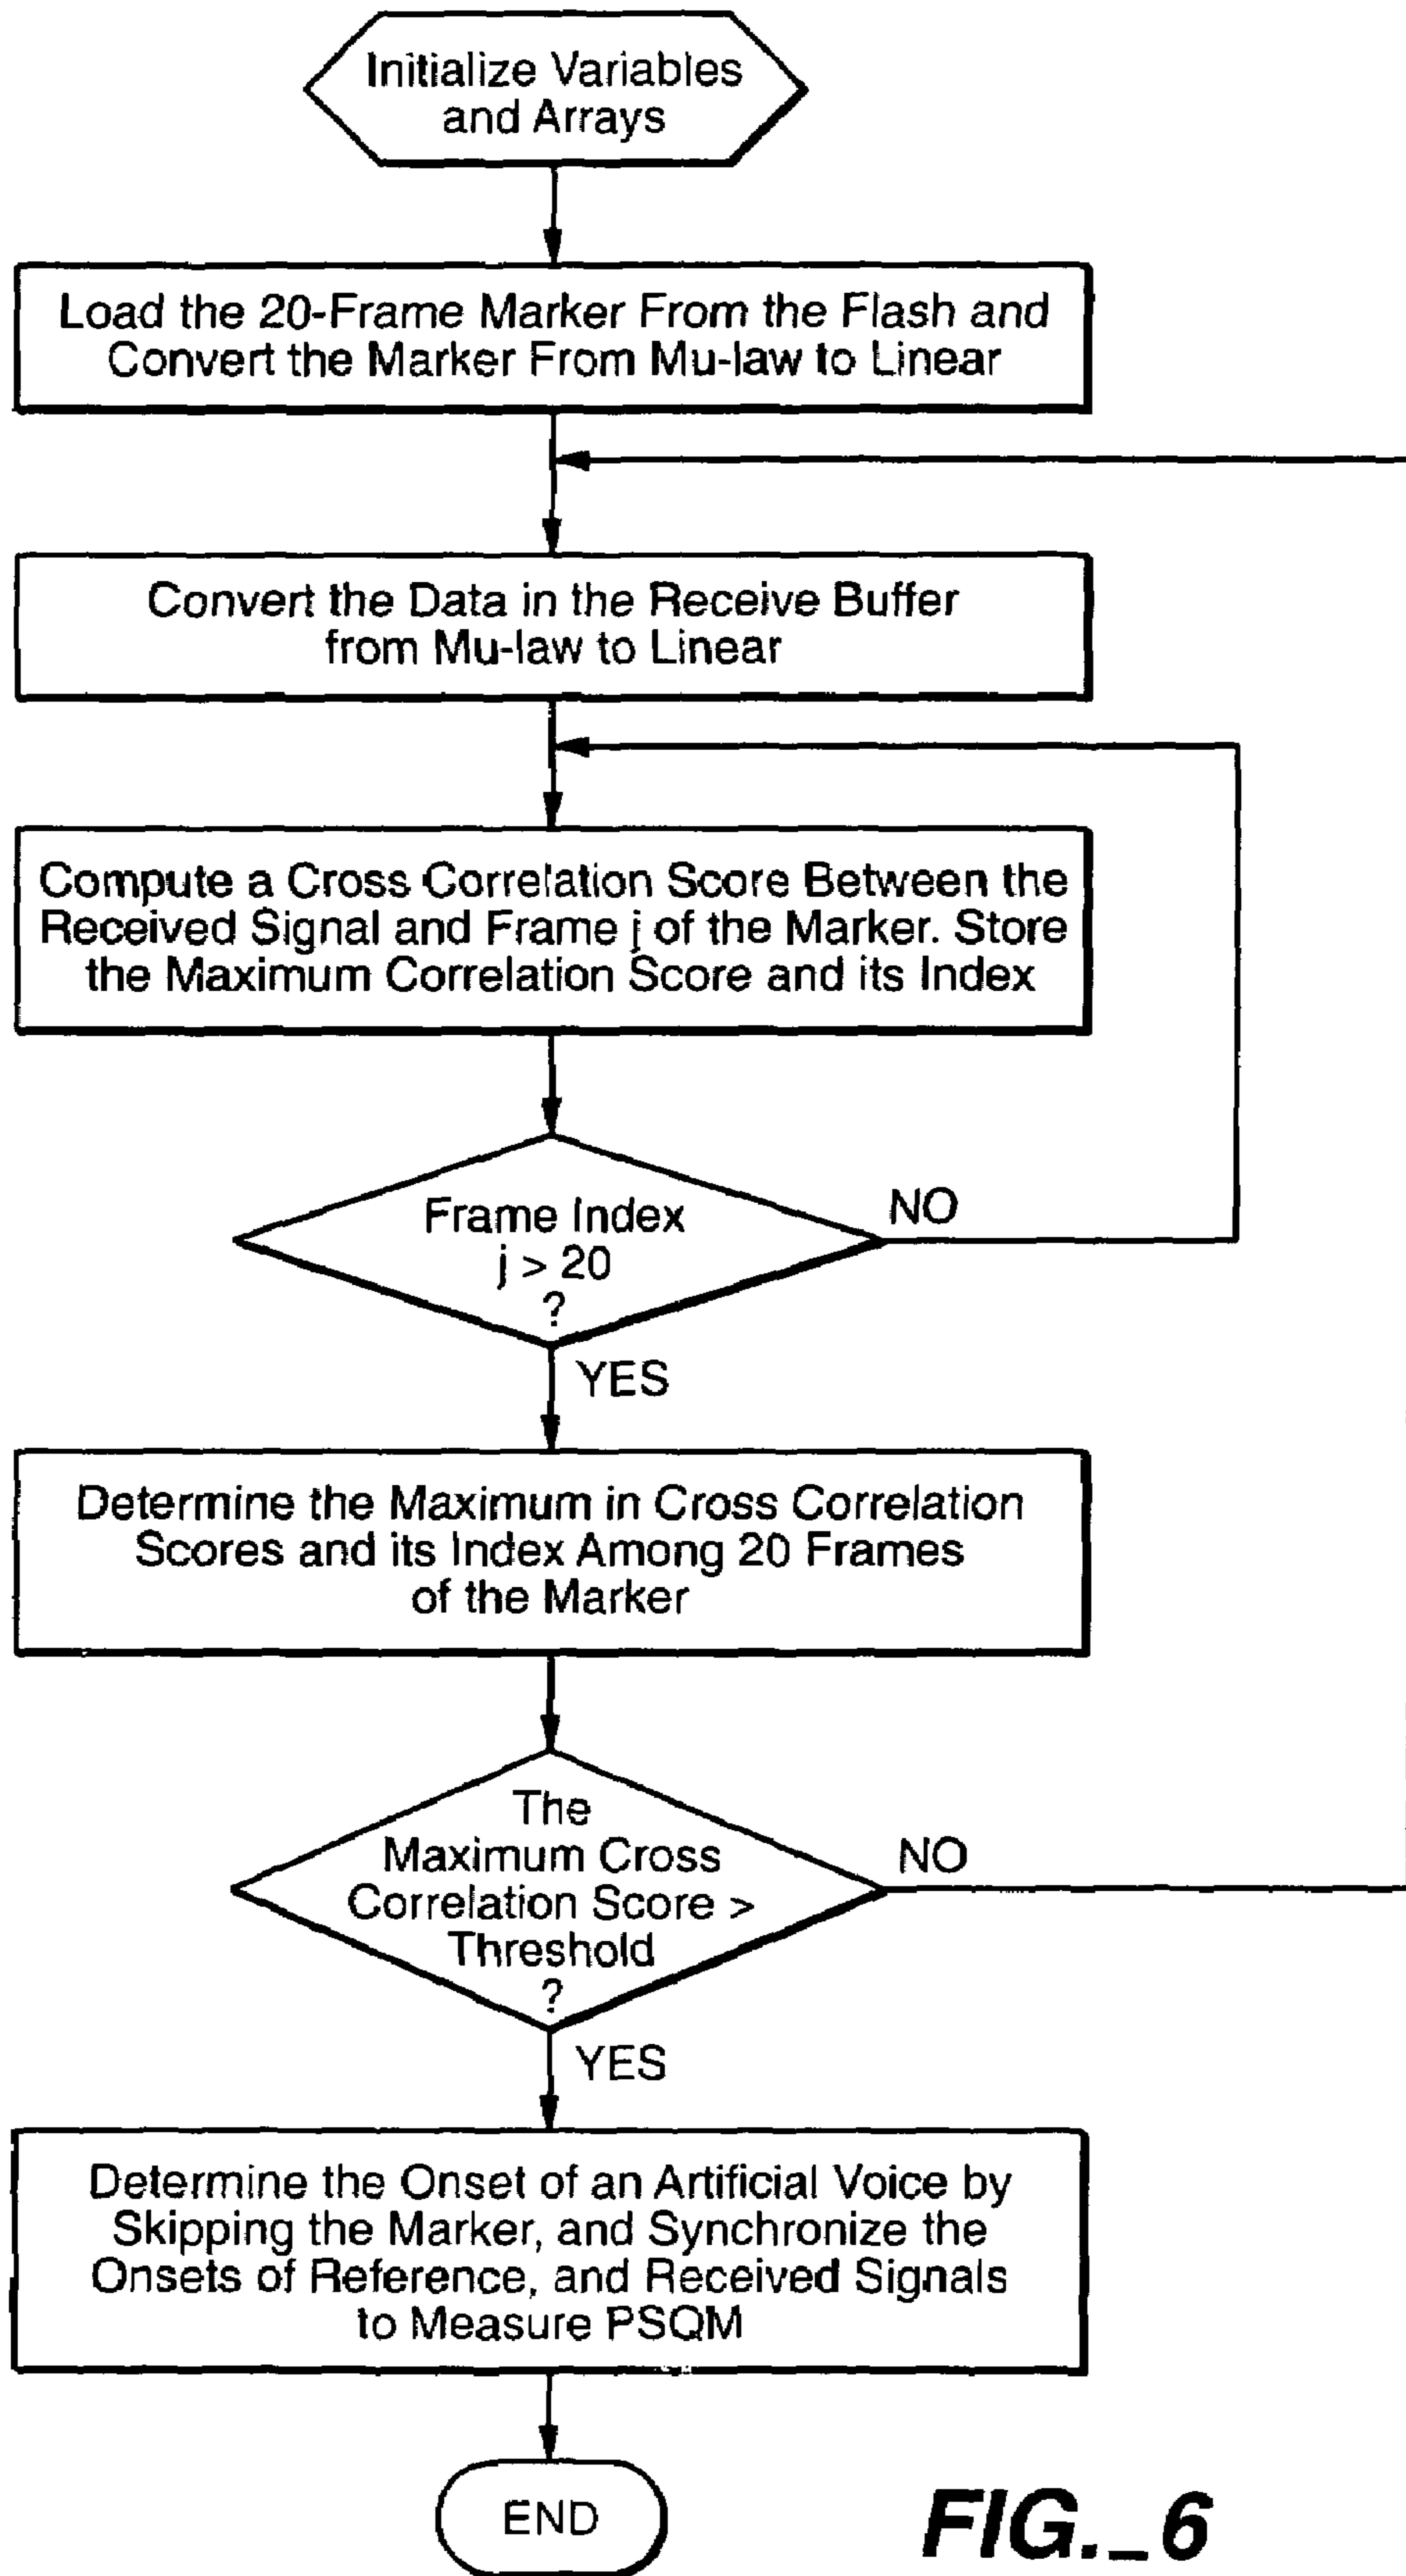 Initialize Variables
and Arrays
Load the 20-Frame Marker From the Flash and
Convert the Marker From Mu-law to Linear
Convert the Data in the Receive Buffer
from Mu-law to Linear
Compute a Cross Correlation Score Between the
Received Signal and Frame j of the Marker. Store
the Maximum Correlation Score and its Index
Frame Index
j > 20
?
NO
YES
Determine the Maximum in Cross Correlation
Scores and its Index Among 20 Frames
of the Marker
The
Maximum Cross
Correlation Score >
Threshold
?
NO
YES
Determine the Onset of an Artificial Voice by
Skipping the Marker, and Synchronize the
Onsets of Reference, and Received Signals
to Measure PSQM
END
FIG._6